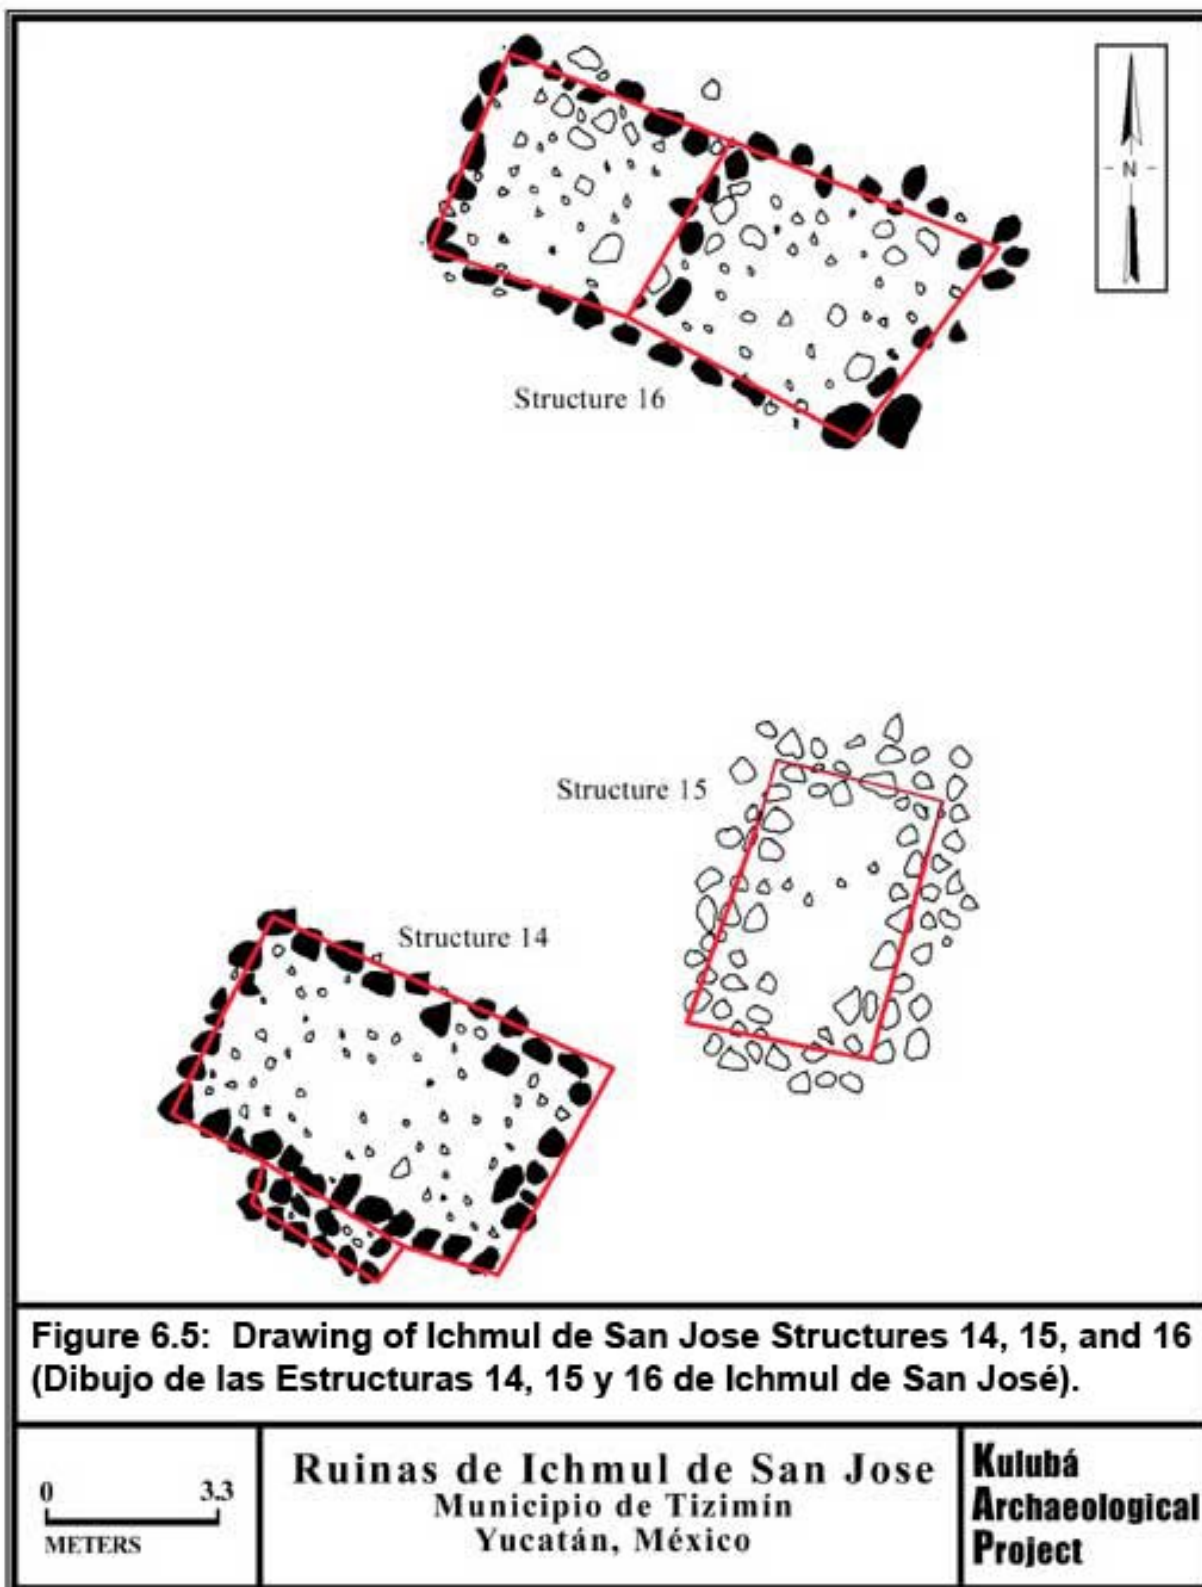 N
Structure 16
Structure 15
Structure 14
Figure 6.5: Drawing of Ichmul de San Jose Structures 14, 15, and 16
(Dibujo de las Estructuras 14, 15 y 16 de Ichmul de San José).
0 3.3
METERS
Ruinas de Ichmul de San Jose
Municipio de Tizimín
Yucatán, México
Kulubá
Archaeological
Project